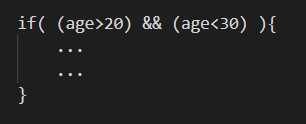 if( (age>20) && (age<30) ){
    ...
    ...
}